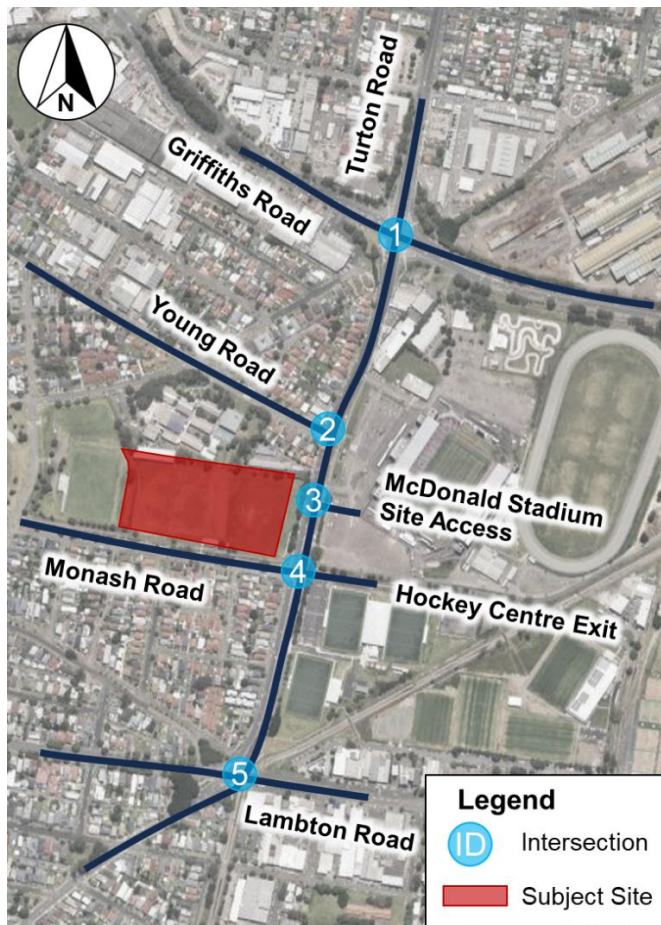 N
Turton Road
Griffiths Road
1
Young Road
2
3
McDonald Stadium
Site Access
4
Monash Road
Hockey Centre Exit
5
Lambton Road
Legend
ID Intersection
Subject Site